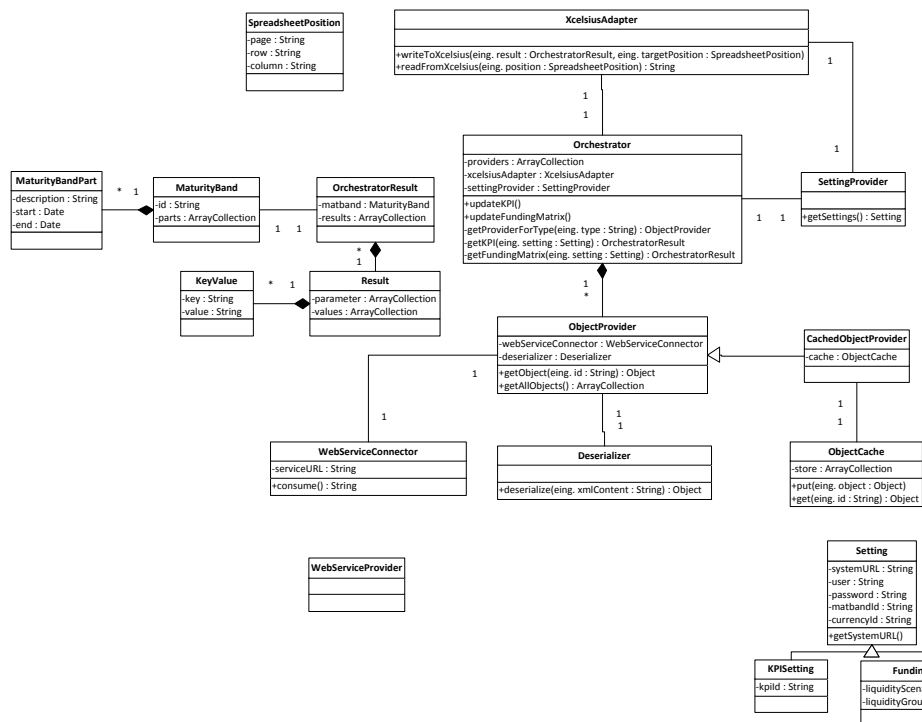 SpreadsheetPosition
-page : String
-row : String
-column : String
XcelsiusAdapter
+writeToXcelsius(eing. result : OrchestratorResult, eing. targetPosition : SpreadsheetPosition)
+readFromXcelsius(eing. position : SpreadsheetPosition) : String
1
1
1
1
Orchestrator
-providers : ArrayCollection
-xcelsiusAdapter : XcelsiusAdapter
-settingProvider : SettingProvider
+updateKPI()
+updateFundingMatrix()
-getProviderForType(eing. type : String) : ObjectProvider
-getKPI(eing. setting : Setting) : OrchestratorResult
-getFundingMatrix(eing. setting : Setting) : OrchestratorResult
1 1
SettingProvider
+getSettings() : Setting
MaturityBandPart
-description : String
-start : Date
-end : Date
* 1
MaturityBand
-id : String
-parts : ArrayCollection
1 1
OrchestratorResult
-matband : MaturityBand
-results : ArrayCollection
*
1
KeyValue
-key : String
-value : String
* 1
Result
-parameter : ArrayCollection
-values : ArrayCollection
1
*
ObjectProvider
-webServiceConnector : WebServiceConnector
-deserializer : Deserializer
+getObject(eing. id : String) : Object
+getAllObjects() : ArrayCollection
CachedObjectProvider
-cache : ObjectCache
1
1
1
1
1
1
WebServiceConnector
-serviceURL : String
+consume() : String
Deserializer
+deserialize(eing. xmlContent : String) : Object
ObjectCache
-store : ArrayCollection
+put(eing. object : Object)
+get(eing. id : String) : Object
WebServiceProvider
Setting
-systemURL : String
-user : String
-password : String
-matbandId : String
-currencyId : String
+getSystemURL()
KPISetting
-kpiId : String
Fundin
-liquidityScena
-liquidityGrou